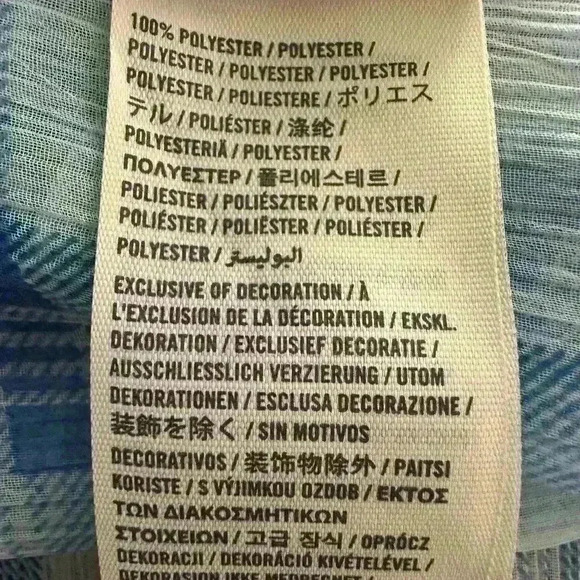 100% POLYESTER / POLYESTER /
POLYESTER / POLYESTER / POLYESTER /
POLYESTER / POLIESTERE / ポリエス
テル / POLIÉSTER / 涤纶 /
POLYESTERIÄ / POLYESTER /
ΠΟΛΥΕΣΤΕΡ / 폴리에스테르 /
POLIESTER / POLIÉSZTER / POLYESTER /
POLIÉSTER / POLIËSTER / POLIÉSTER /
POLYESTER / البوليستر
EXCLUSIVE OF DECORATION / À
L'EXCLUSION DE LA DÉCORATION / EKSKL.
DEKORATION / EXCLUSIEF DECORATIE /
AUSSCHLIESSLICH VERZIERUNG / UTOM
DEKORATIONEN / ESCLUSA DECORAZIONE /
装飾を除く / SIN MOTIVOS
DECORATIVOS / 装饰物除外 / PAITSI
KORISTE / S VÝJIMKOU OZDOB / ΕΚΤΟΣ
ΤΩΝ ΔΙΑΚΟΣΜΗΤΙΚΩΝ
ΣΤΟΙΧΕΙΩΝ / 고급 장식 / OPRÓCZ
DEKORACJI / DEKORÁCIÓ KIVÉTELÉVEL /
DEKORASJON IKKE MEDREGNET /